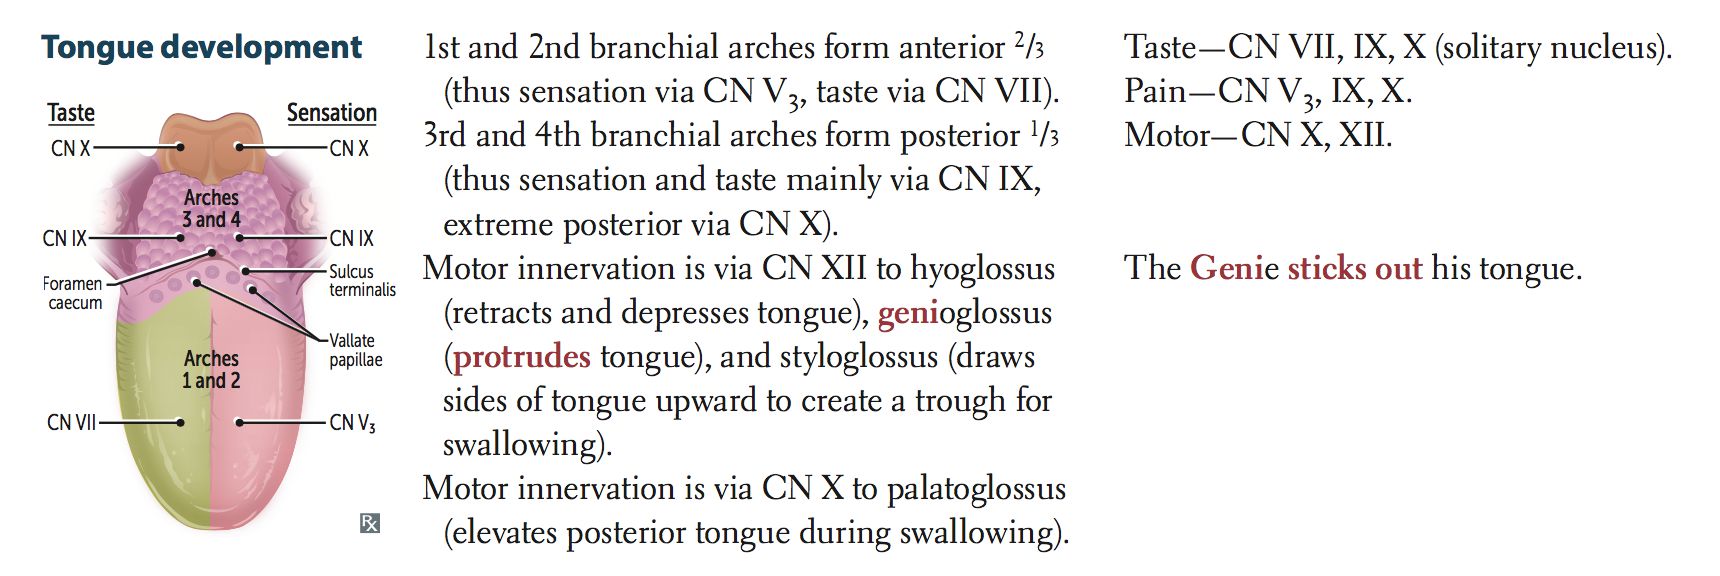 Tongue development
Taste
Sensation
CN X
CN X
Arches
3 and 4
CN IX
CN IX
Foramen
caecum
Sulcus
terminalis
Vallate
papillae
Arches
1 and 2
CN VII
CN V₃
Rx
1st and 2nd branchial arches form anterior ²/₃
(thus sensation via CN V₃, taste via CN VII).
3rd and 4th branchial arches form posterior ¹/₃
(thus sensation and taste mainly via CN IX,
extreme posterior via CN X).
Motor innervation is via CN XII to hyoglossus
(retracts and depresses tongue), genioglossus
(protrudes tongue), and styloglossus (draws
sides of tongue upward to create a trough for
swallowing).
Motor innervation is via CN X to palatoglossus
(elevates posterior tongue during swallowing).
Taste—CN VII, IX, X (solitary nucleus).
Pain—CN V₃, IX, X.
Motor—CN X, XII.
The Genie sticks out his tongue.